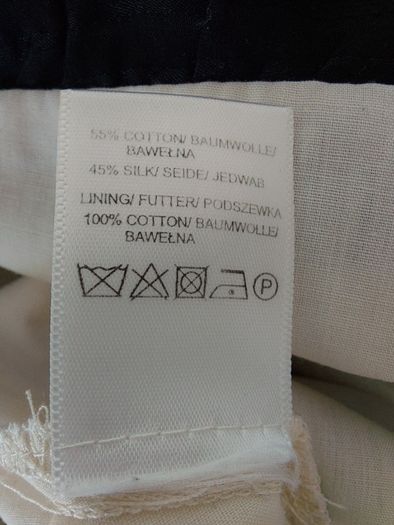 55% COTTON/ BAUMWOLLE/
BAWEŁNA
45% SILK/ SEIDE/ JEDWAB
LINING/ FUTTER/ PODSZEWKA
100% COTTON/ BAUMWOLLE/
BAWEŁNA
P